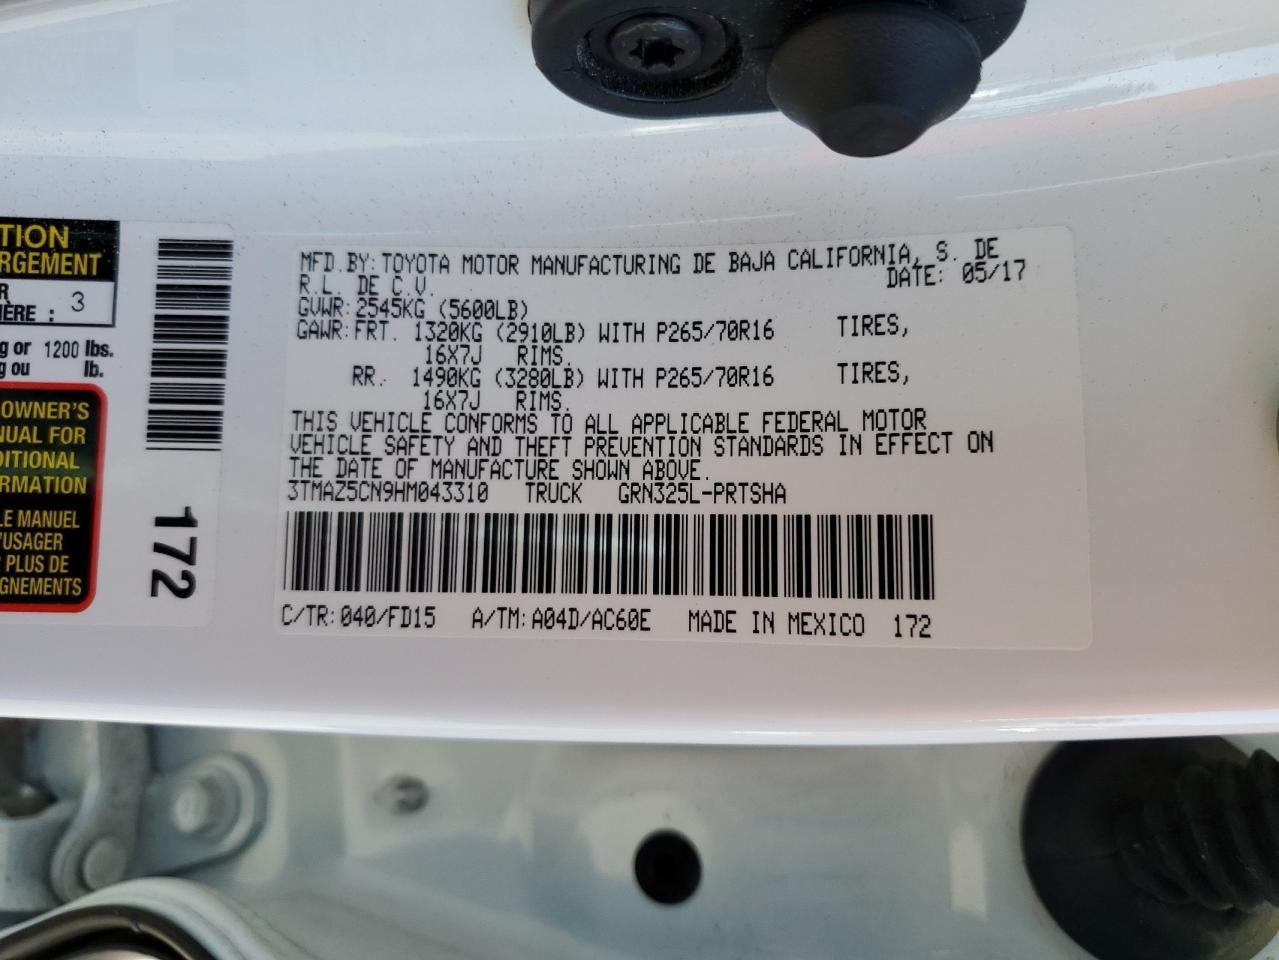 TION
RGEMENT
R
HERE : 3
g or 1200 lbs.
g ou lb.
OWNER'S
NUAL FOR
DITIONAL
ORMATION
LE MANUEL
'USAGER
PLUS DE
GNEMENTS
172
MFD.BY:TOYOTA MOTOR MANUFACTURING DE BAJA CALIFORNIA, S. DE
R.L. DE C.V. DATE: 05/17
GVWR:2545KG (5600LB)
GAWR:FRT. 1320KG (2910LB) WITH P265/70R16 TIRES,
16X7J RIMS.
RR. 1490KG (3280LB) WITH P265/70R16 TIRES,
16X7J RIMS.
THIS VEHICLE CONFORMS TO ALL APPLICABLE FEDERAL MOTOR
VEHICLE SAFETY AND THEFT PREVENTION STANDARDS IN EFFECT ON
THE DATE OF MANUFACTURE SHOWN ABOVE.
3TMAZ5CN9HM043310 TRUCK GRN325L-PRTSHA
C/TR:040/FD15 A/TM:A04D/AC60E MADE IN MEXICO 172